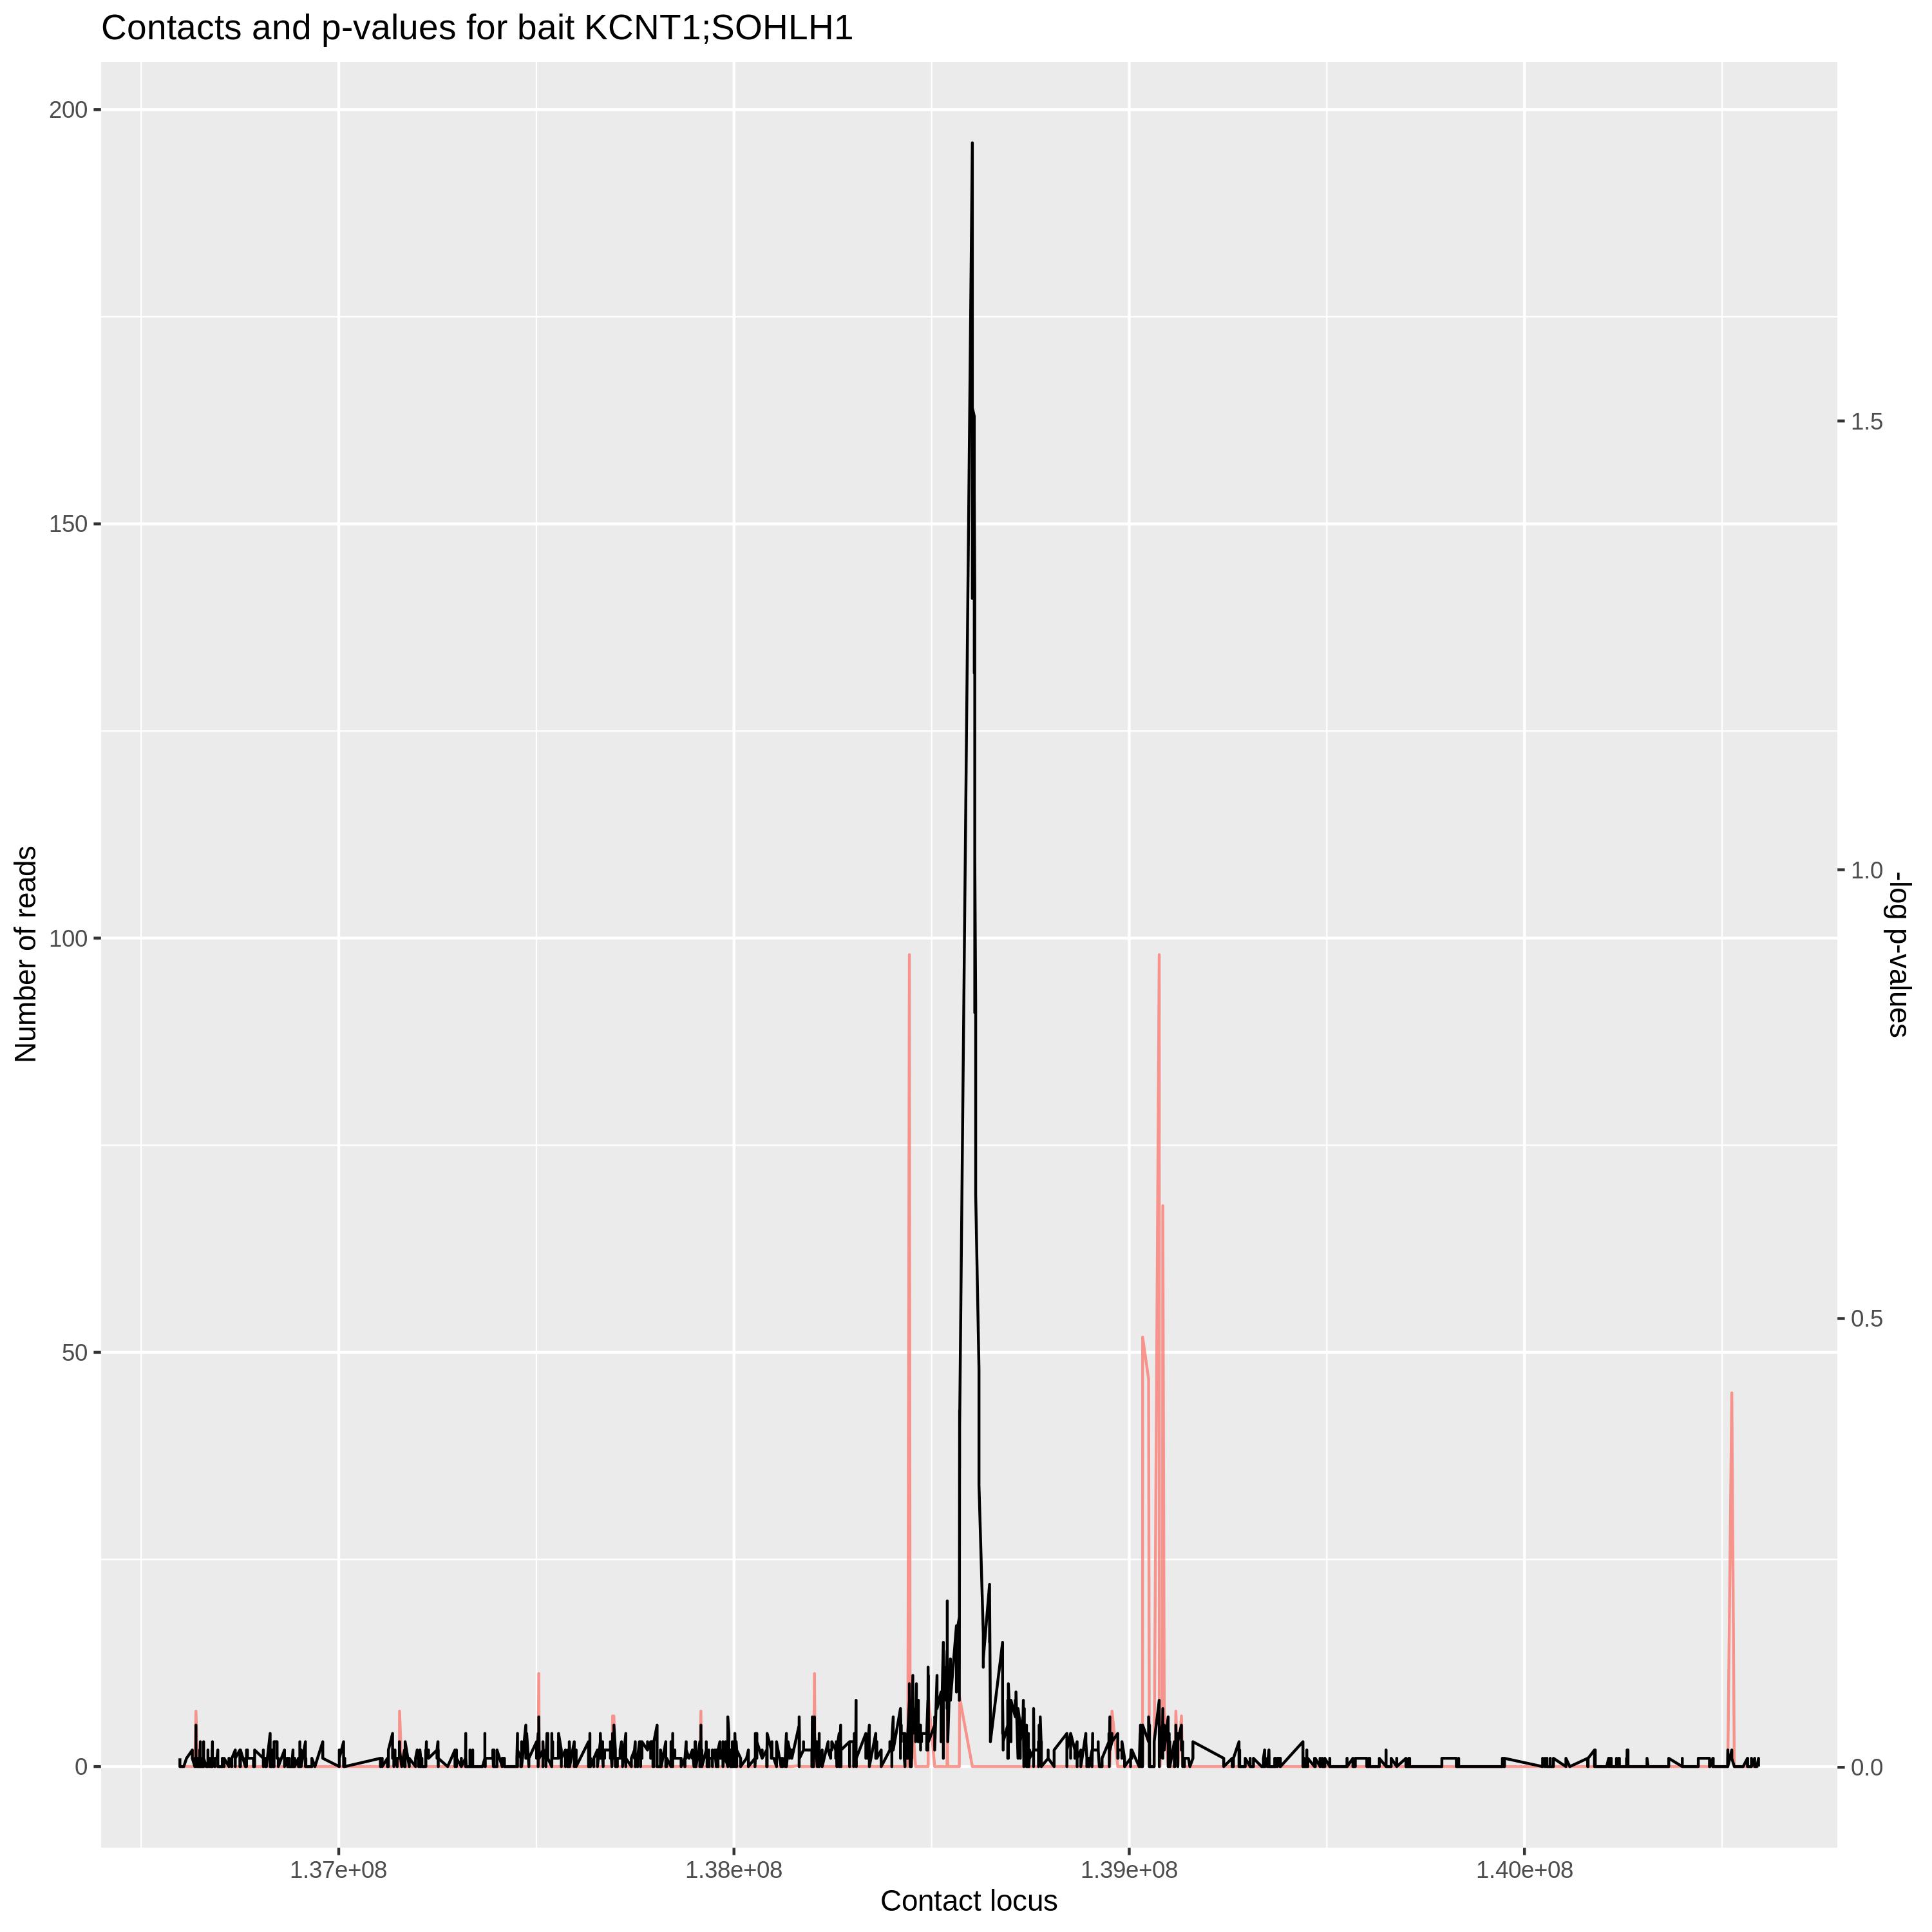 Contacts and p-values for bait KCNT1;SOHLH1
200
150
100
50
0
Number of reads
1.5
1.0
0.5
0.0
-log p-values
1.37e+08
1.38e+08
1.39e+08
1.40e+08
Contact locus